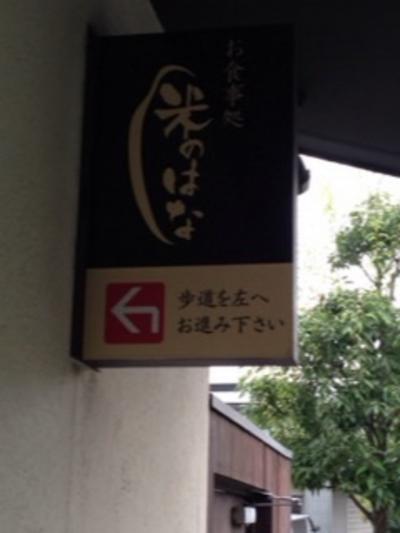 お食事処
米のはな
歩道を左へ
お進み下さい